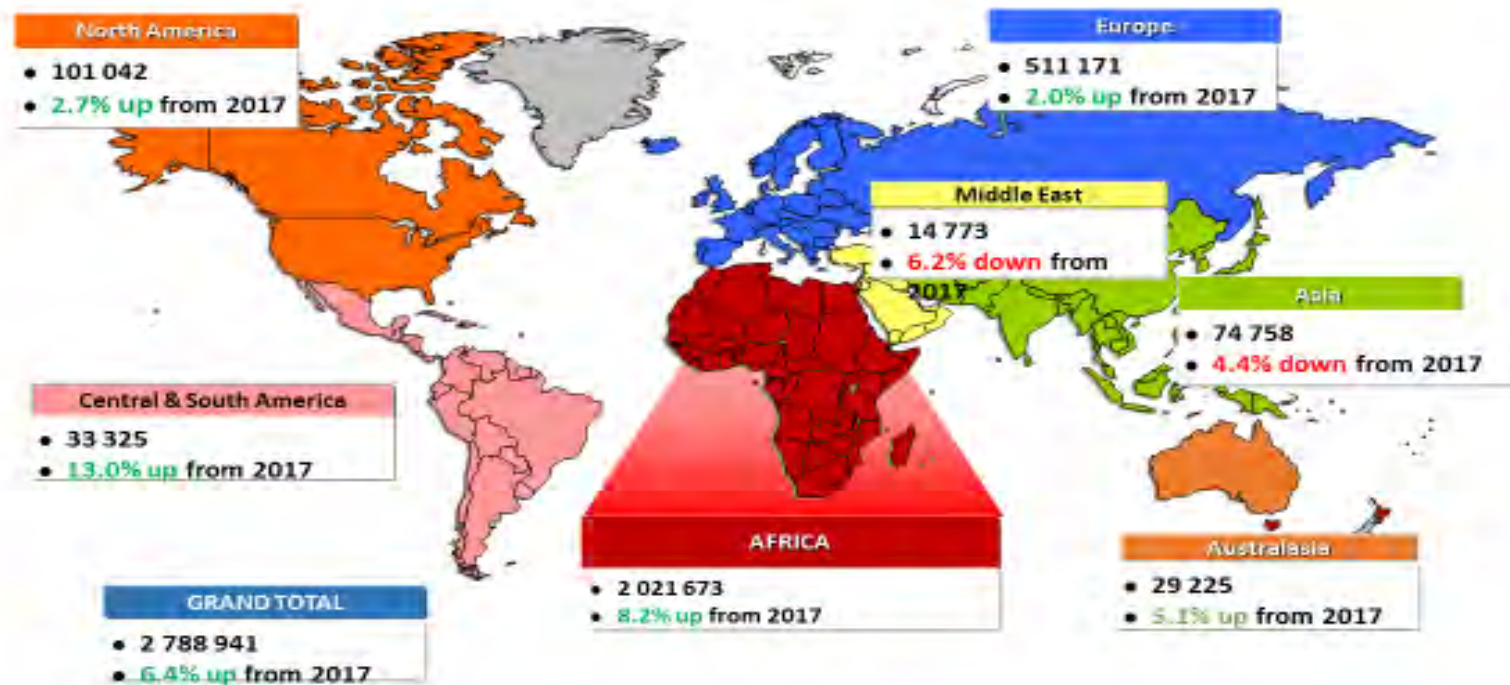 North America
• 101 042
• 2.7% up from 2017
Europe
• 511 171
• 2.0% up from 2017
Middle East
• 14 773
• 6.2% down from
2017
Asia
• 74 758
• 4.4% down from 2017
Central & South America
• 33 325
• 13.0% up from 2017
AFRICA
• 2 021 673
• 8.2% up from 2017
Australasia
• 29 225
• 5.1% up from 2017
GRAND TOTAL
• 2 788 941
• 6.4% up from 2017